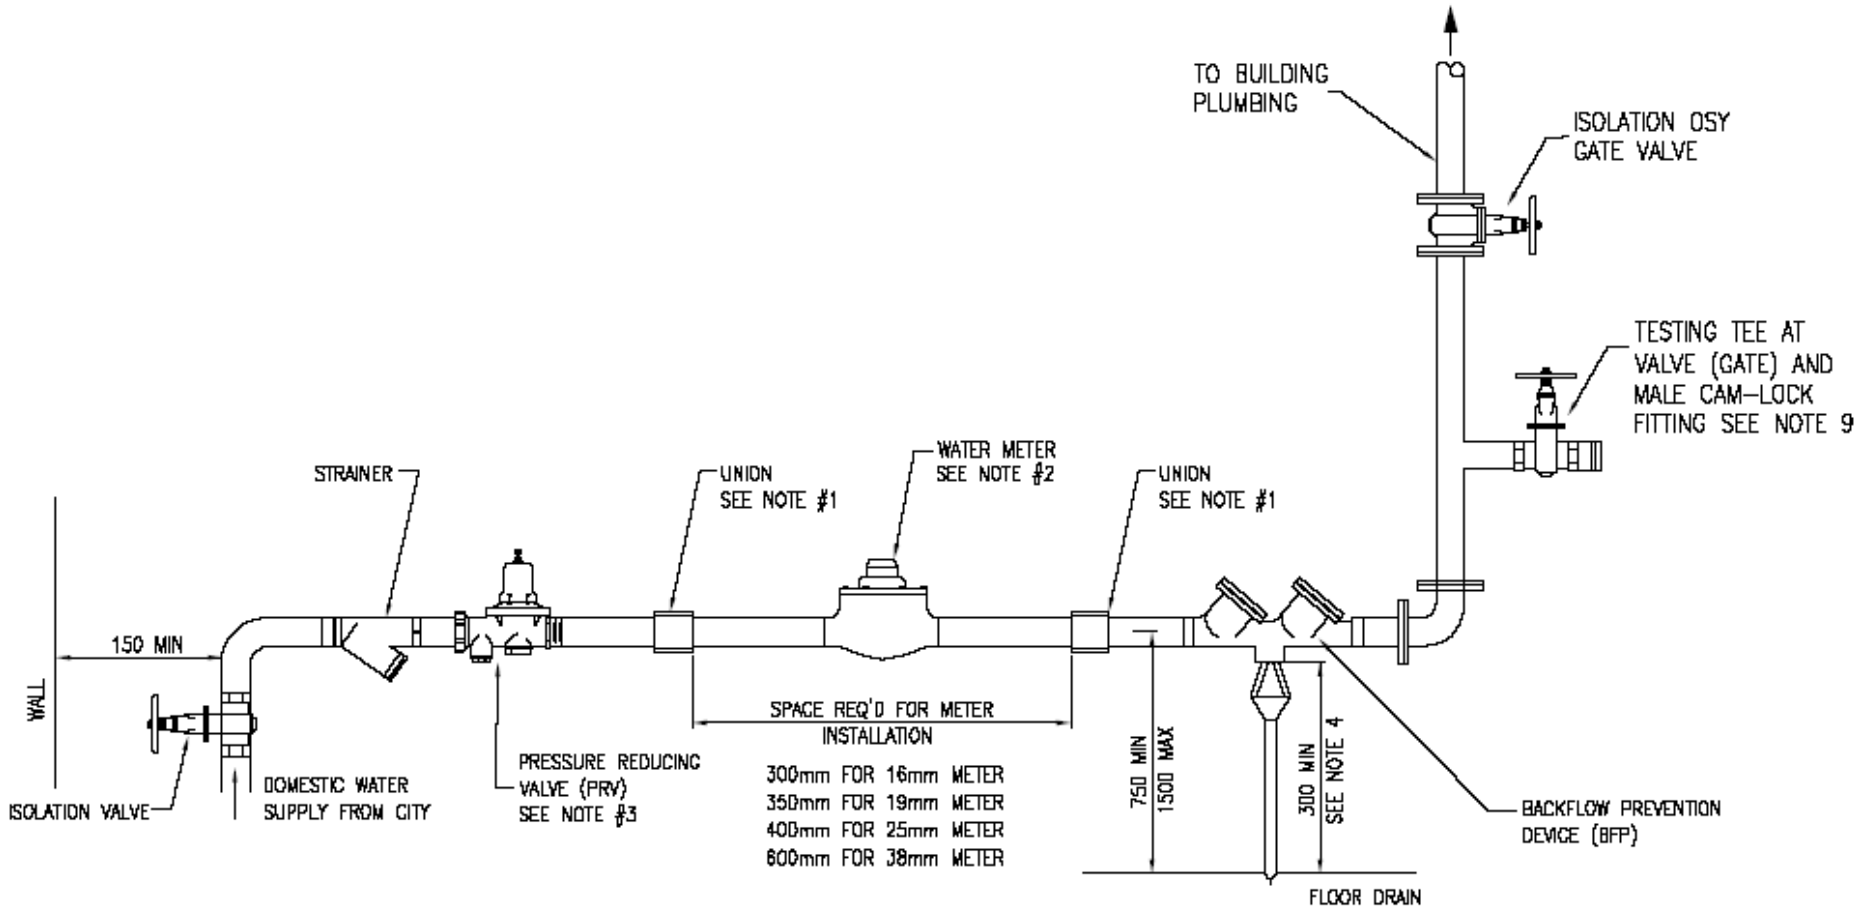 TO BUILDING
PLUMBING
ISOLATION OSY
GATE VALVE
TESTING TEE AT
VALVE (GATE) AND
MALE CAM-LOCK
FITTING SEE NOTE 9
STRAINER
UNION
SEE NOTE #1
WATER METER
SEE NOTE #2
UNION
SEE NOTE #1
150 MIN
WALL
ISOLATION VALVE
DOMESTIC WATER
SUPPLY FROM CITY
PRESSURE REDUCING
VALVE (PRV)
SEE NOTE #3
SPACE REQ'D FOR METER
INSTALLATION
300mm FOR 16mm METER
350mm FOR 19mm METER
400mm FOR 25mm METER
600mm FOR 38mm METER
750 MIN
1500 MAX
300 MIN
SEE NOTE 4
BACKFLOW PREVENTION
DEVICE (BFP)
FLOOR DRAIN